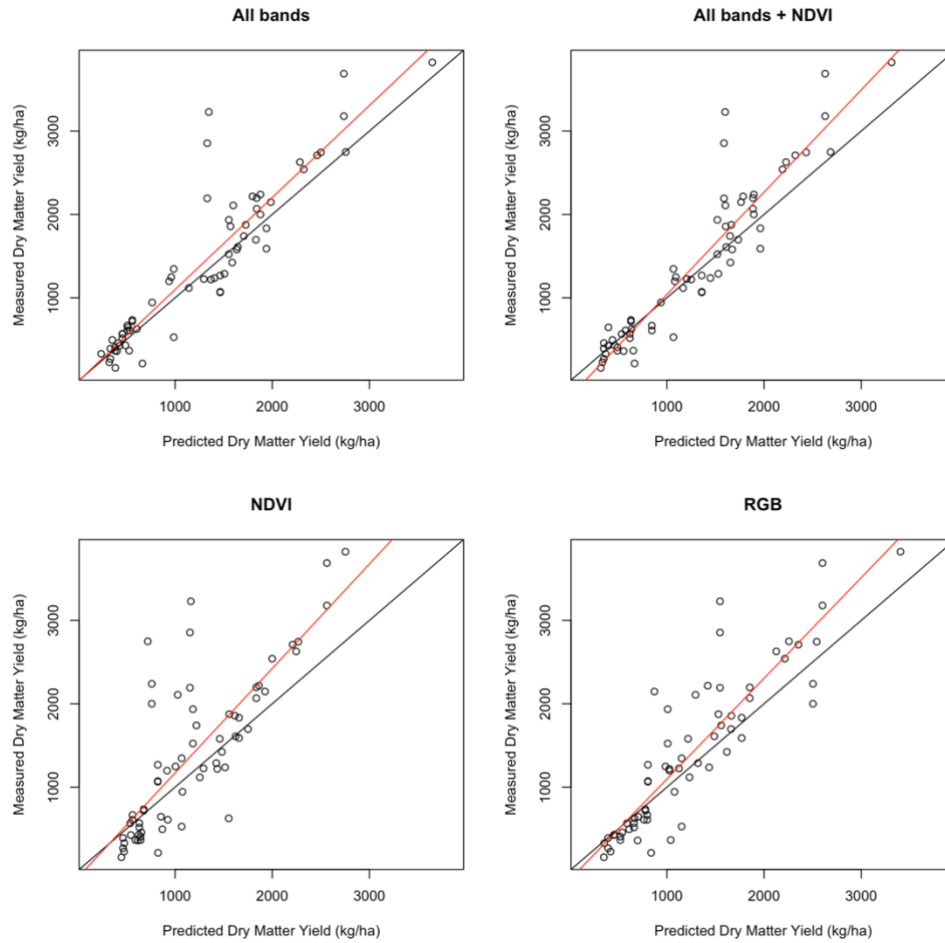 All bands
Measured Dry Matter Yield (kg/ha)
3000
2000
1000
1000 2000 3000
Predicted Dry Matter Yield (kg/ha)
All bands + NDVI
Measured Dry Matter Yield (kg/ha)
3000
2000
1000
1000 2000 3000
Predicted Dry Matter Yield (kg/ha)
NDVI
Measured Dry Matter Yield (kg/ha)
3000
2000
1000
1000 2000 3000
Predicted Dry Matter Yield (kg/ha)
RGB
Measured Dry Matter Yield (kg/ha)
3000
2000
1000
1000 2000 3000
Predicted Dry Matter Yield (kg/ha)